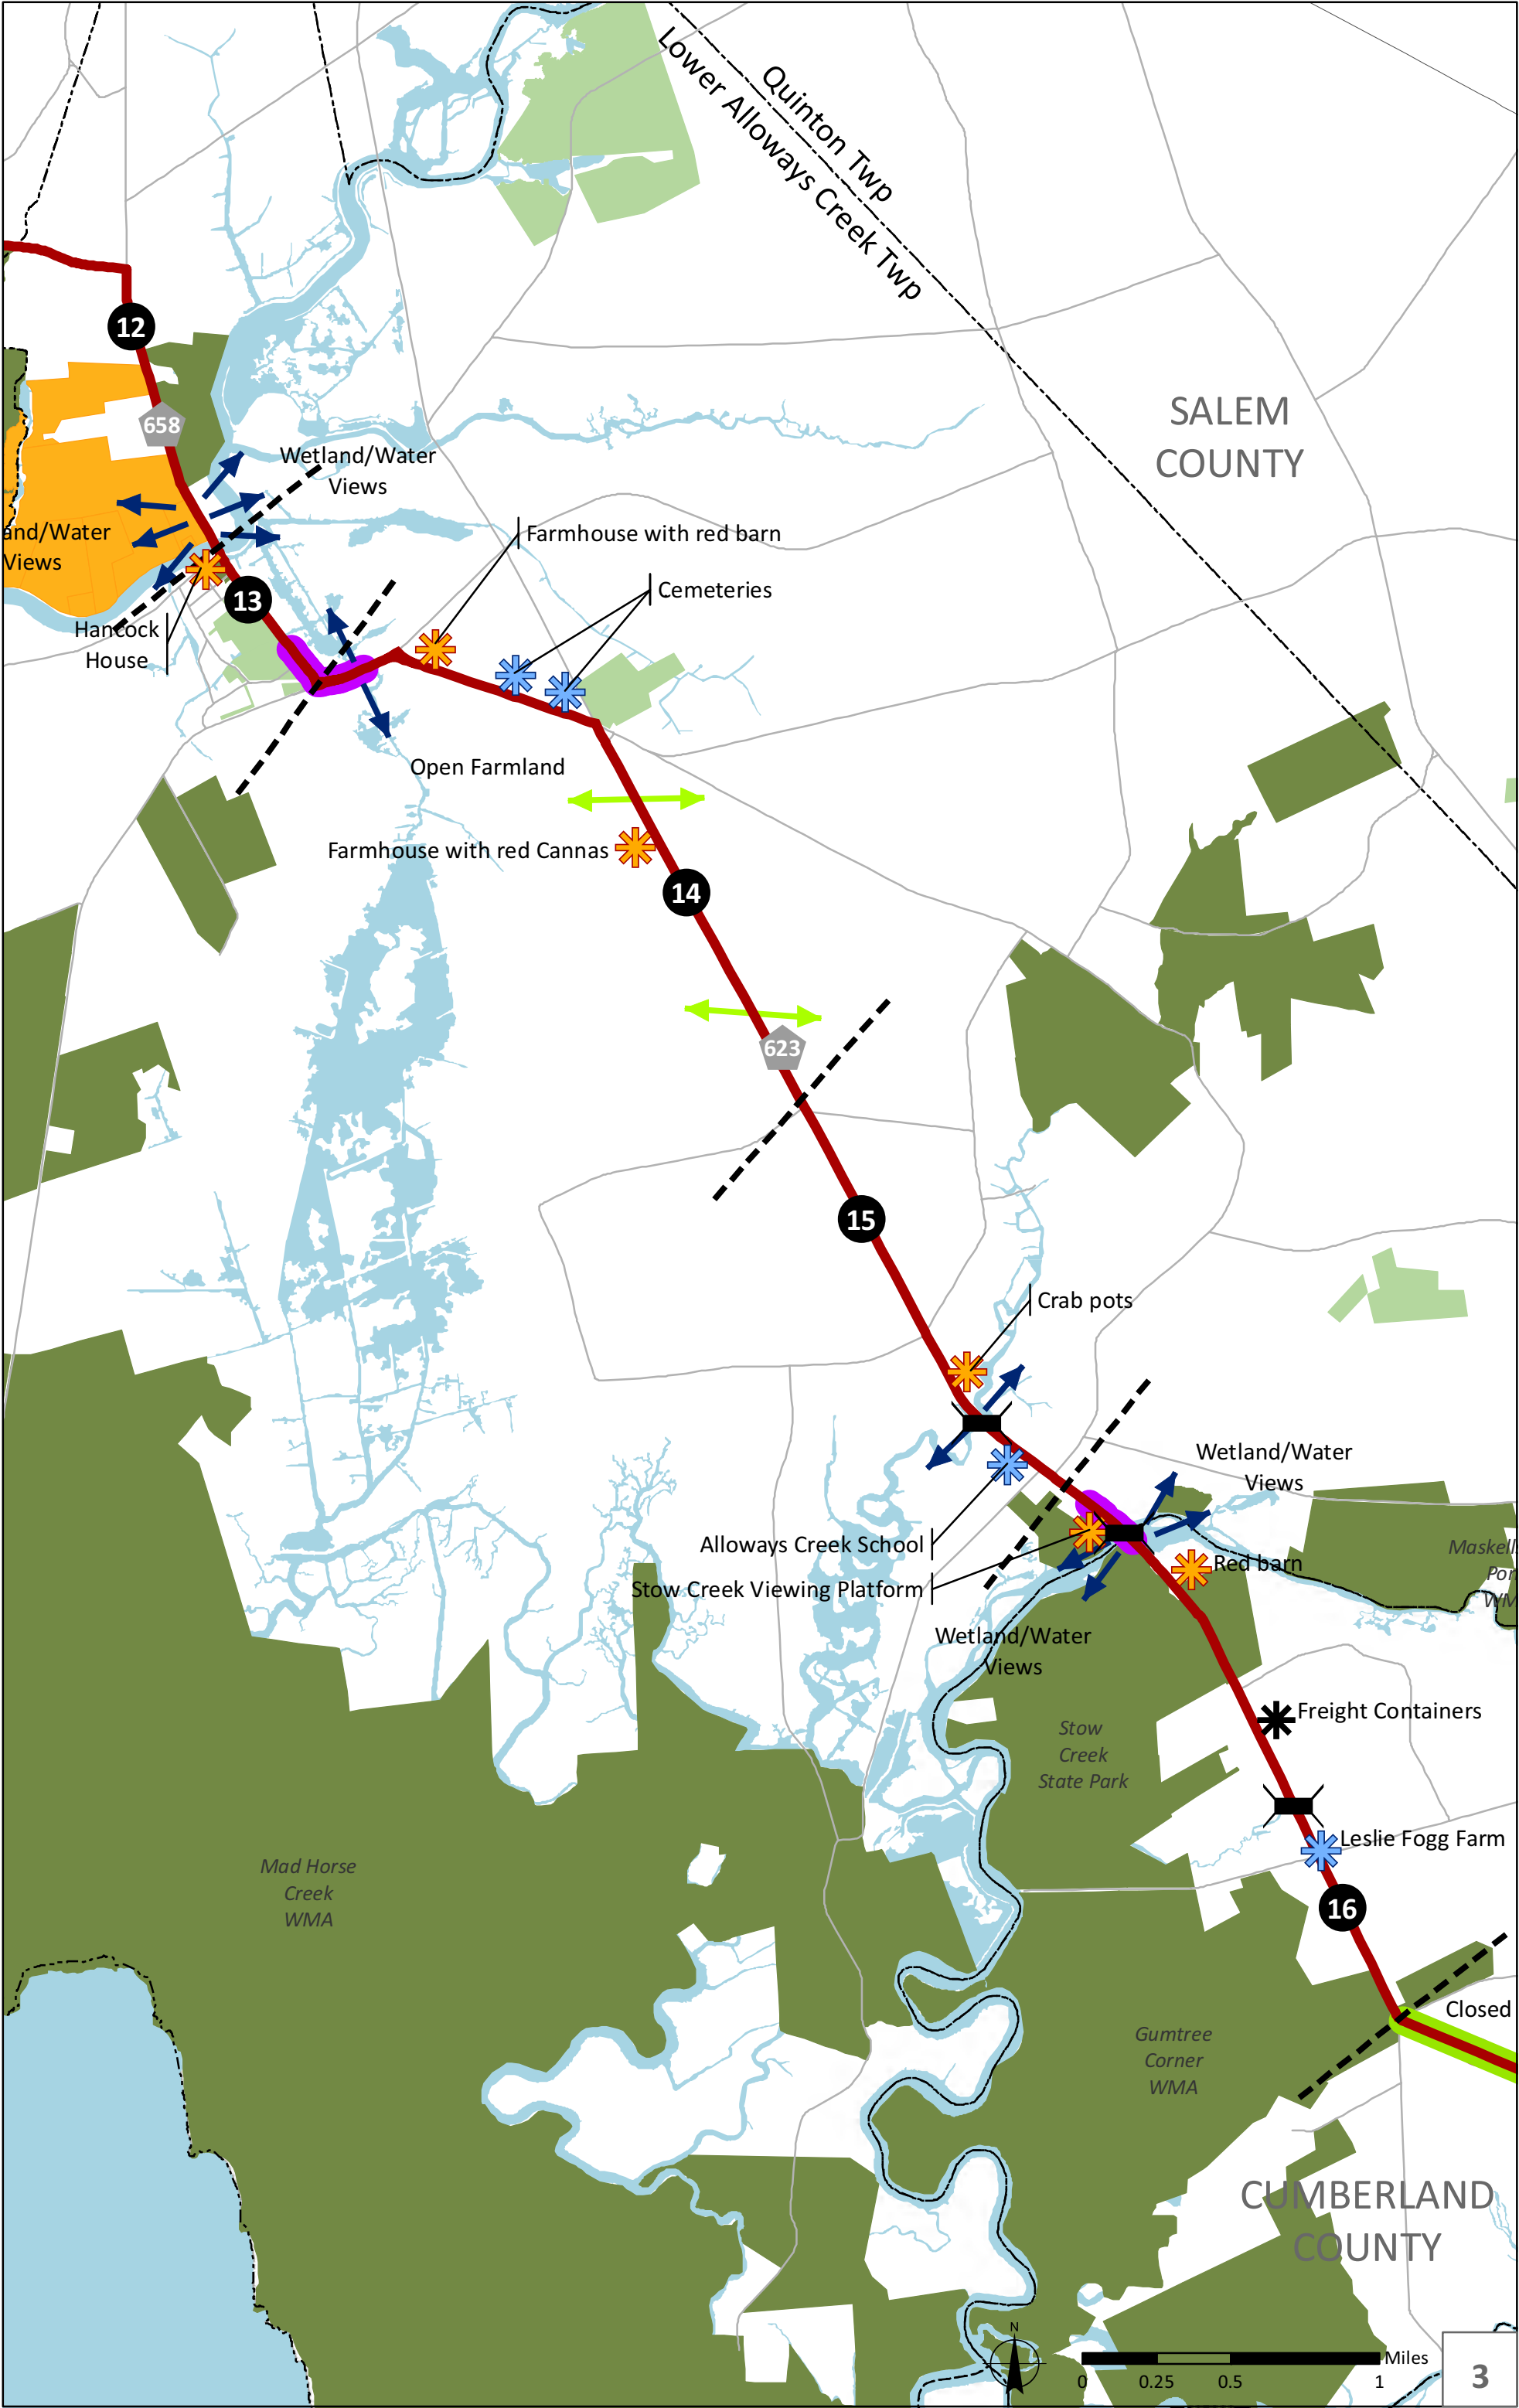 Quinton Twp
Lower Alloways Creek Twp
12
SALEM
COUNTY
658
Wetland/Water
Views
and/Water
Views
Farmhouse with red barn
Cemeteries
13
Hancock
House
Open Farmland
Farmhouse with red Cannas
14
623
15
Crab pots
Wetland/Water
Views
Alloways Creek School
Stow Creek Viewing Platform
Red barn
Maskells
WM
Wetland/Water
Views
Freight Containers
Stow
Creek
State Park
Leslie Fogg Farm
Mad Horse
Creek
WMA
16
Closed
Gumtree
Corner
WMA
CUMBERLAND
COUNTY
N
Miles
0 0.25 0.5 1
3